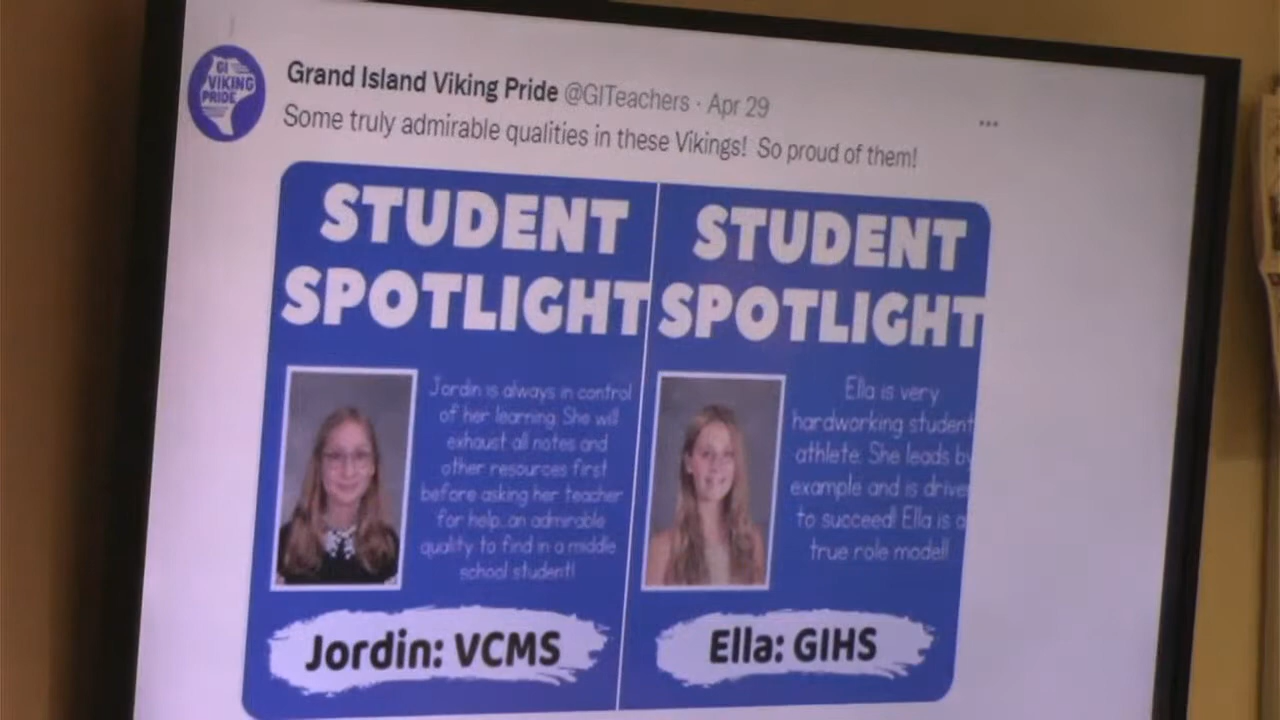 GI
VIKING
PRIDE
Grand Island Viking Pride @GITeachers · Apr 29
Some truly admirable qualities in these Vikings! So proud of them!
STUDENT
SPOTLIGHT
Jordin is always in control
of her learning. She will
exhaust all notes and
other resources first
before asking her teacher
for help...an admirable
quality to find in a middle
school student!
Jordin: VCMS
STUDENT
SPOTLIGHT
Ella is very
hardworking student
athlete. She leads by
example and is drive
to succeed! Ella is a
true role model!
Ella: GIHS